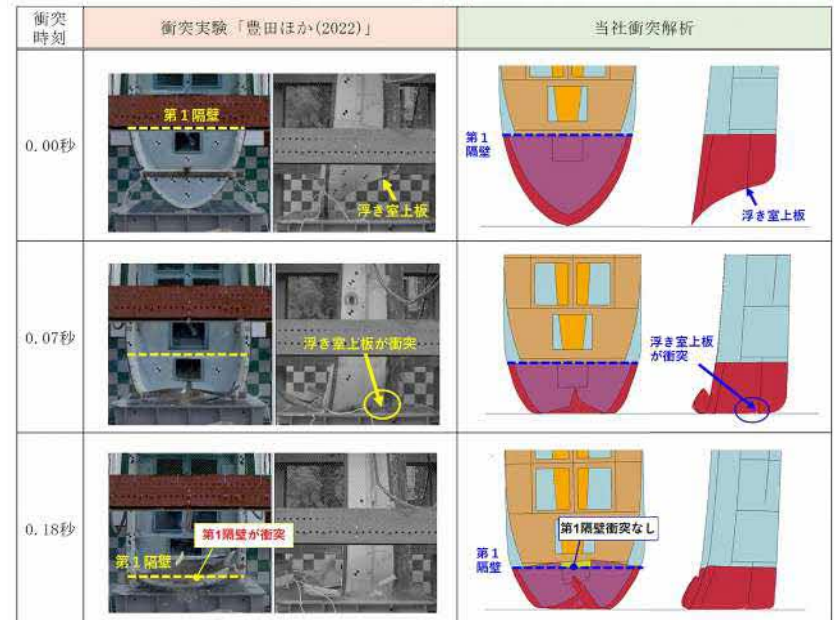 衝突
時刻
衝突実験「豊田ほか(2022)」
当社衝突解析
0.00秒
第1隔壁
浮き室上板
第1
隔壁
浮き室上板
0.07秒
浮き室上板が衝突
浮き室上板
が衝突
0.18秒
第1隔壁が衝突
第1隔壁
第1隔壁衝突なし
第1
隔壁